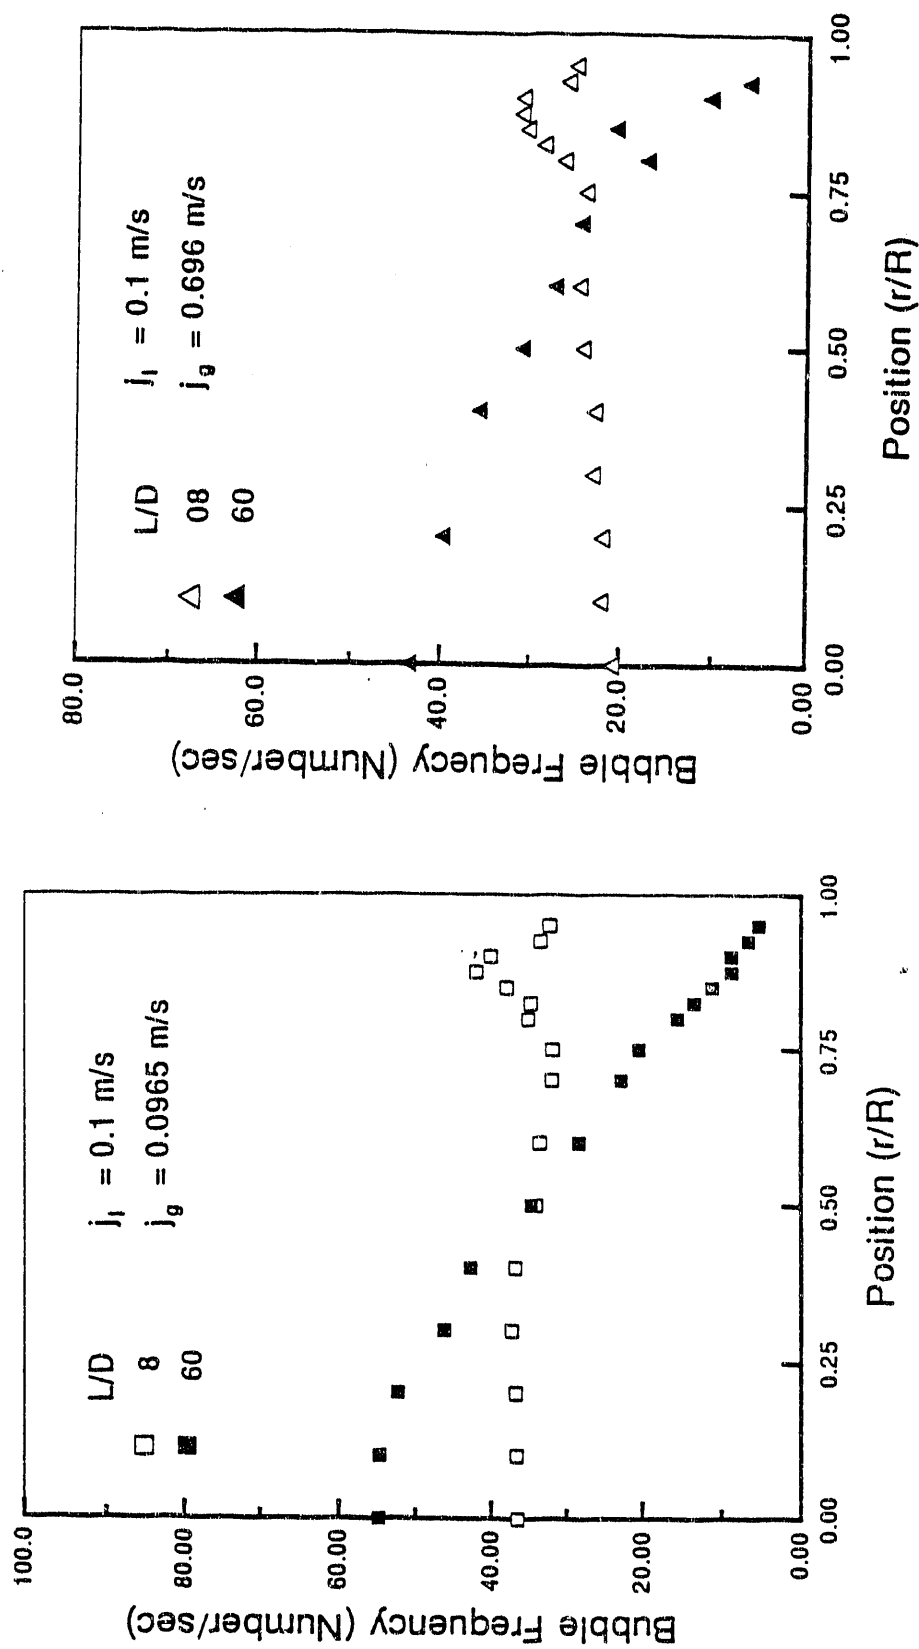 Bubble Frequency (Number/sec)
100.0
80.00
60.00
40.00
20.00
0.00
L/D
8
60
j_l = 0.1 m/s
j_g = 0.0965 m/s
0.00
0.25
0.50
0.75
1.00
Position (r/R)
Bubble Frequecy (Number/sec)
80.0
60.0
40.0
20.0
0.00
L/D
08
60
j_l = 0.1 m/s
j_g = 0.696 m/s
0.00
0.25
0.50
0.75
1.00
Position (r/R)